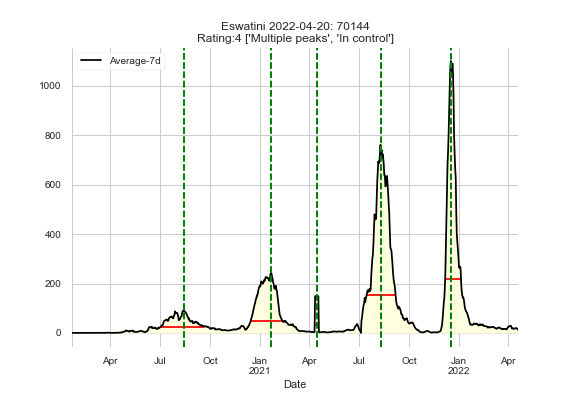 Eswatini 2022-04-20: 70144
Rating:4 ['Multiple peaks', 'In control']
Average-7d
1000
800
600
400
200
0
Apr Jul Oct Jan Apr Jul Oct Jan Apr
2021 2022
Date